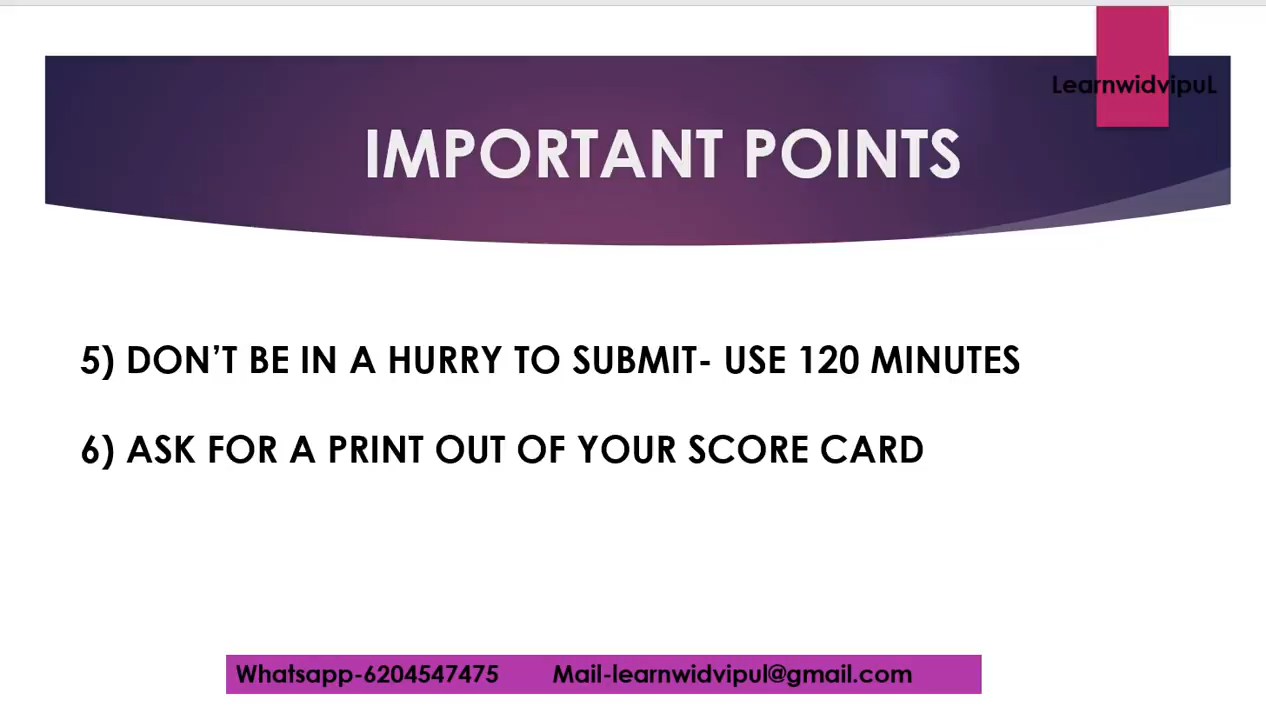 LearnwidvipuL
IMPORTANT POINTS
5) DON’T BE IN A HURRY TO SUBMIT- USE 120 MINUTES
6) ASK FOR A PRINT OUT OF YOUR SCORE CARD
Whatsapp-6204547475 Mail-learnwidvipul@gmail.com